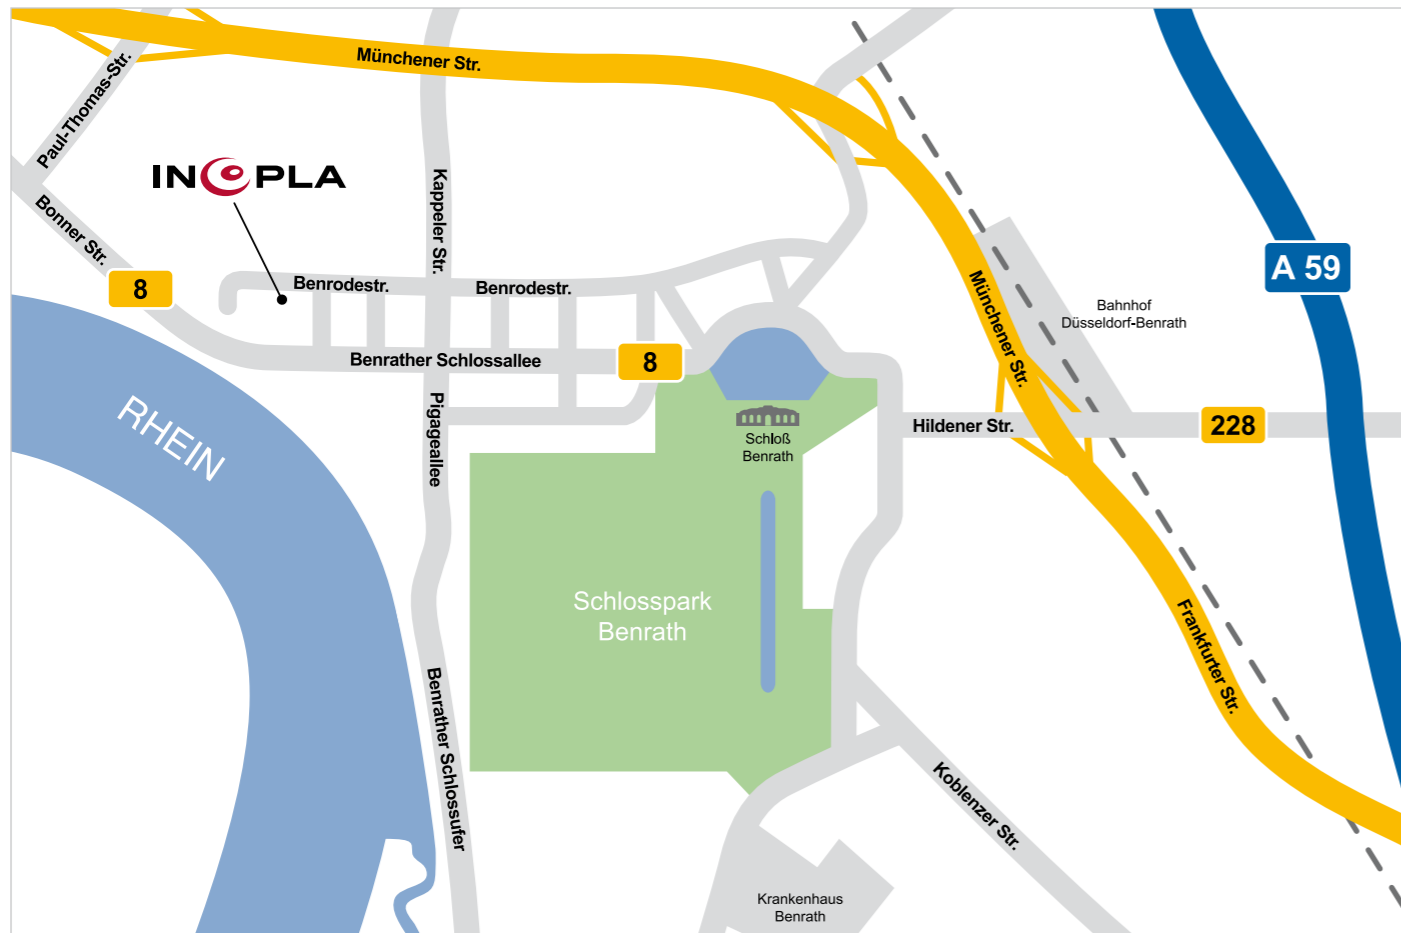 Münchener Str.
Paul-Thomas-Str.
INOPLA
Kappeler Str.
Bonner Str.
8
Benrodestr.
Benrodestr.
A 59
Bahnhof
Düsseldorf-Benrath
Münchener Str.
Benrather Schlossallee
8
RHEIN
Pigageallee
Schloß
Benrath
Hildener Str.
228
Schlosspark
Benrath
Frankfurter Str.
Benrather Schlossufer
Koblenzer Str.
Krankenhaus
Benrath